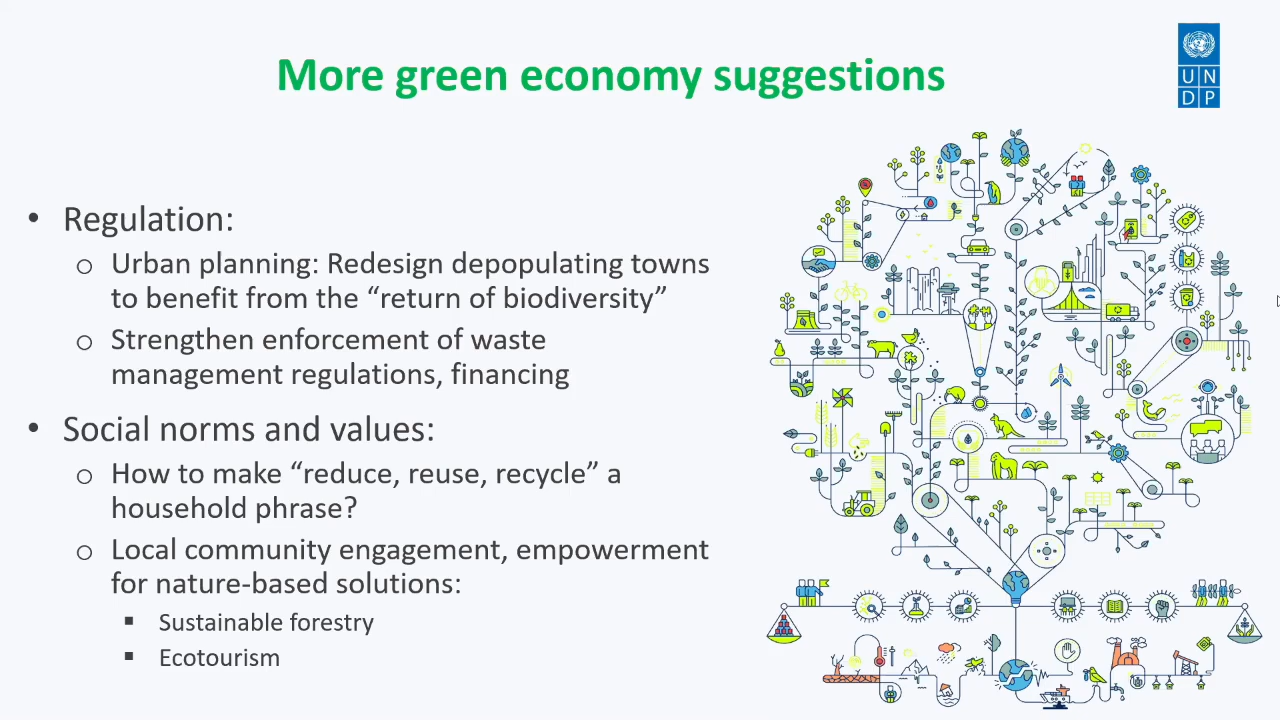 More green economy suggestions
UN
DP
• Regulation:
o Urban planning: Redesign depopulating towns
to benefit from the “return of biodiversity”
o Strengthen enforcement of waste
management regulations, financing
• Social norms and values:
o How to make “reduce, reuse, recycle” a
household phrase?
o Local community engagement, empowerment
for nature-based solutions:
▪ Sustainable forestry
▪ Ecotourism